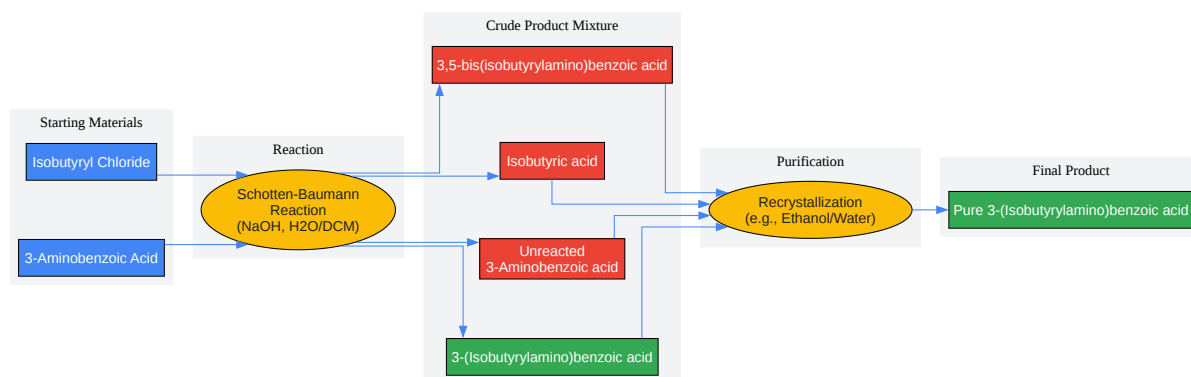 Starting Materials
Isobutyryl Chloride
3-Aminobenzoic Acid
Reaction
Schotten-Baumann
Reaction
(NaOH, H2O/DCM)
Crude Product Mixture
3,5-bis(isobutyrylamino)benzoic acid
Isobutyric acid
Unreacted
3-Aminobenzoic acid
3-(Isobutyrylamino)benzoic acid
Purification
Recrystallization
(e.g., Ethanol/Water)
Final Product
Pure 3-(Isobutyrylamino)benzoic acid